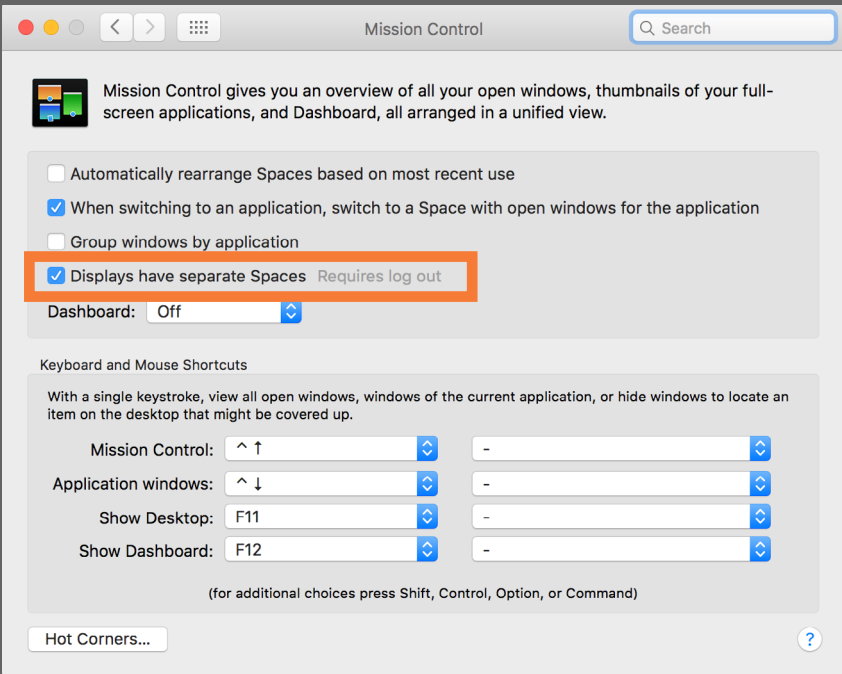 Mission Control
Search
Mission Control gives you an overview of all your open windows, thumbnails of your full-
screen applications, and Dashboard, all arranged in a unified view.
Automatically rearrange Spaces based on most recent use
When switching to an application, switch to a Space with open windows for the application
Group windows by application
Displays have separate Spaces Requires log out
Dashboard: Off
Keyboard and Mouse Shortcuts
With a single keystroke, view all open windows, windows of the current application, or hide windows to locate an
item on the desktop that might be covered up.
Mission Control: ^ ↑ -
Application windows: ^ ↓ -
Show Desktop: F11 -
Show Dashboard: F12 -
(for additional choices press Shift, Control, Option, or Command)
Hot Corners... ?